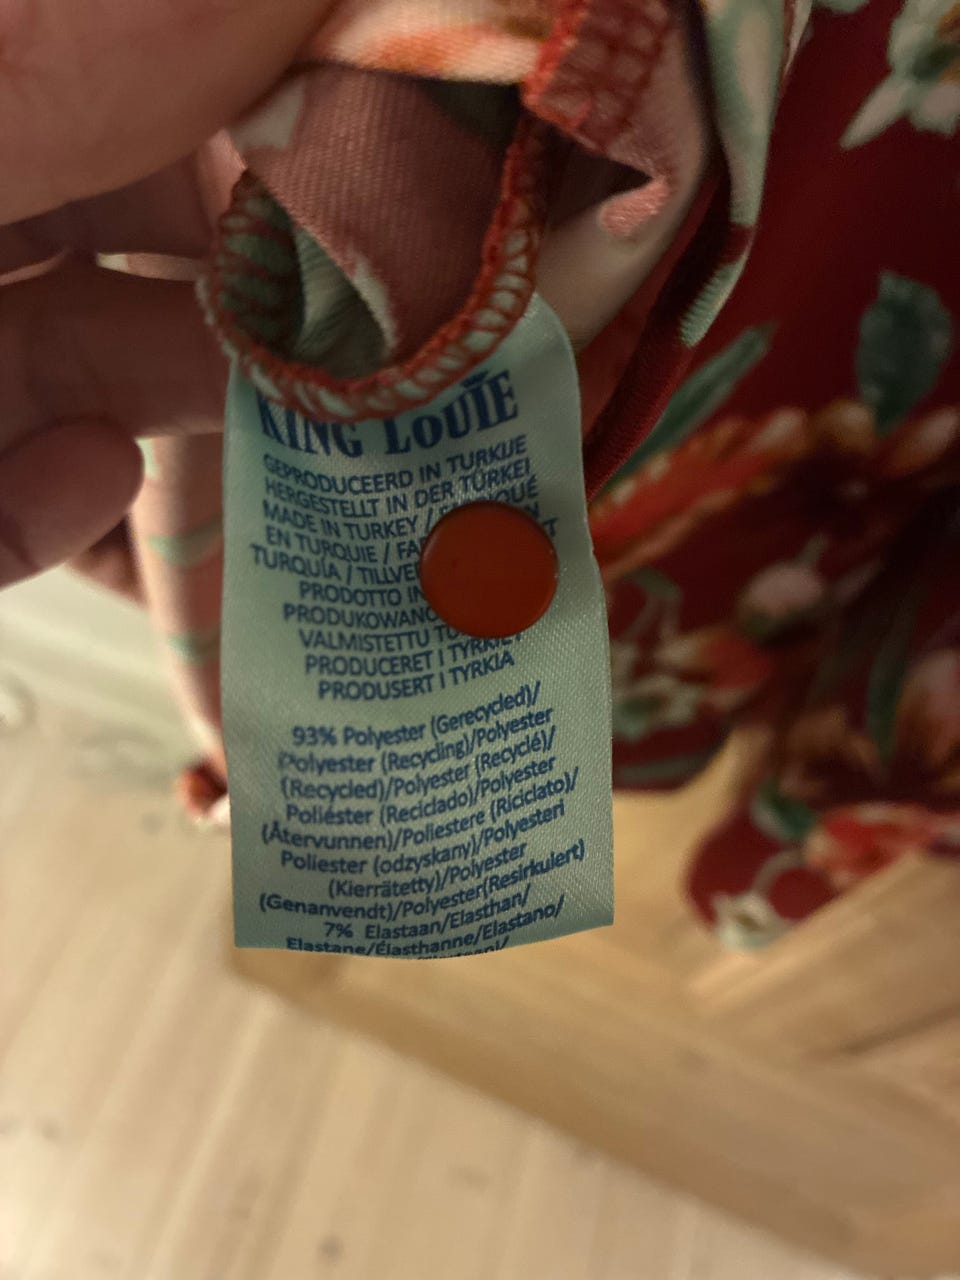 KING LOUIE
GEPRODUCEERD IN TURKIJE
HERGESTELLT IN DER TÜRKEI
MADE IN TURKEY /
EN TURQUIE /
TURQUÍA /
PRODOTTO
PRODUKOWANO
VALMISTETTU
PRODUCERET I TYRKIET
PRODUSERT I TYRKIA
93% Polyester (Gerecycled)/
Polyester (Recycling)/Polyester
(Recycled)/Polyester (Recyclé)/
Poliéster (Reciclado)/Polyester
(Återvunnen)/Poliestere (Riciclato)/
Poliester (odzyskany)/Polyesteri
(Kierrätetty)/Polyester
(Genanvendt)/Polyester(Resirkulert)
7% Elastaan/Elasthan/
Elastane/Élasthanne/Elastano/